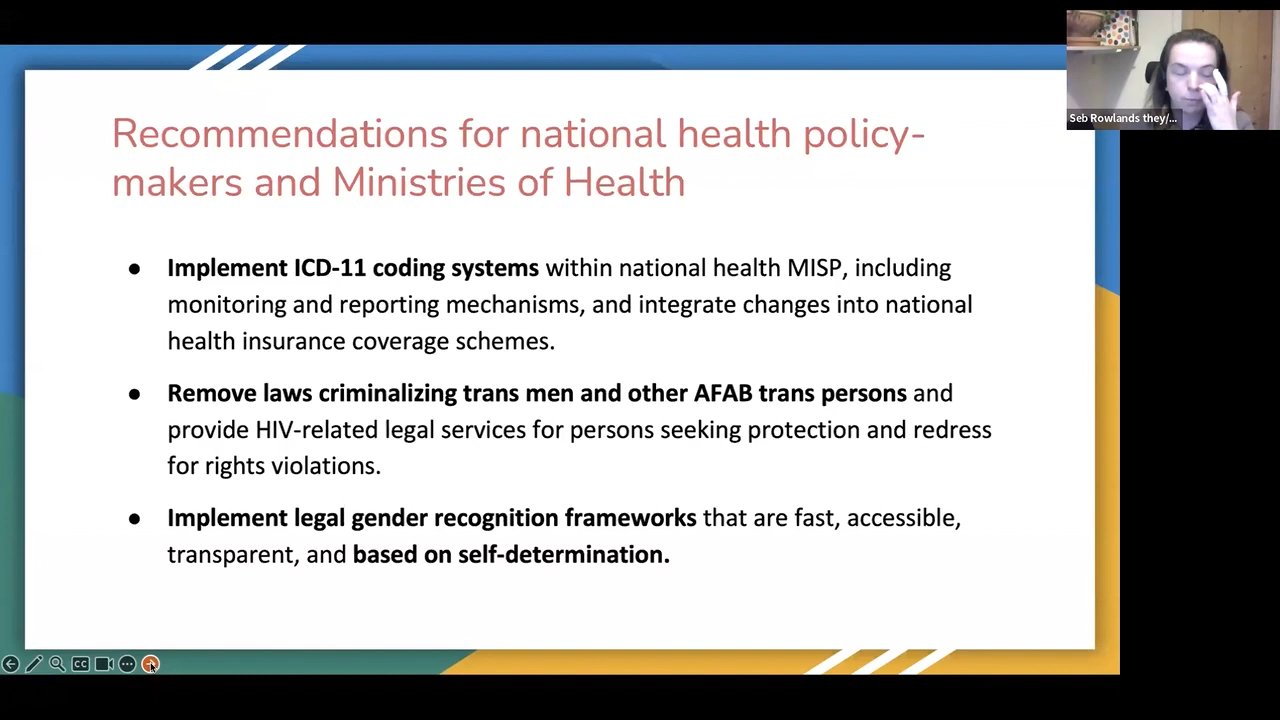 Recommendations for national health policy-
makers and Ministries of Health
● Implement ICD-11 coding systems within national health MISP, including
monitoring and reporting mechanisms, and integrate changes into national
health insurance coverage schemes.
● Remove laws criminalizing trans men and other AFAB trans persons and
provide HIV-related legal services for persons seeking protection and redress
for rights violations.
● Implement legal gender recognition frameworks that are fast, accessible,
transparent, and based on self-determination.
Seb Rowlands they/...
CC